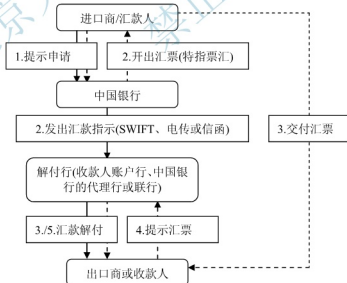 进口商/汇款人
1.提示申请
2.开出汇票(特指票汇)
中国银行
2.发出汇款指示(SWIFT、电传或信函)
3.交付汇票
解付行(收款人账户行、中国银
行的代理行或联行)
3./5.汇款解付
4.提示汇票
出口商或收款人